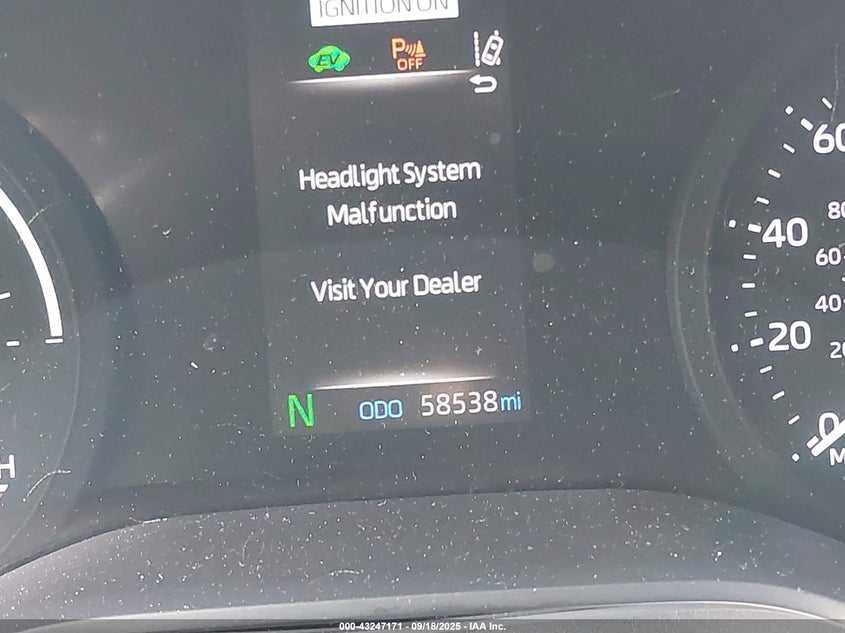 IGNITION ON
EV
P
OFF
Headlight System
Malfunction
Visit Your Dealer
N
ODO 58538 mi
H
60
40
20
80
60
40
20
0
000-43247171 - 09/18/2025 - IAA Inc.